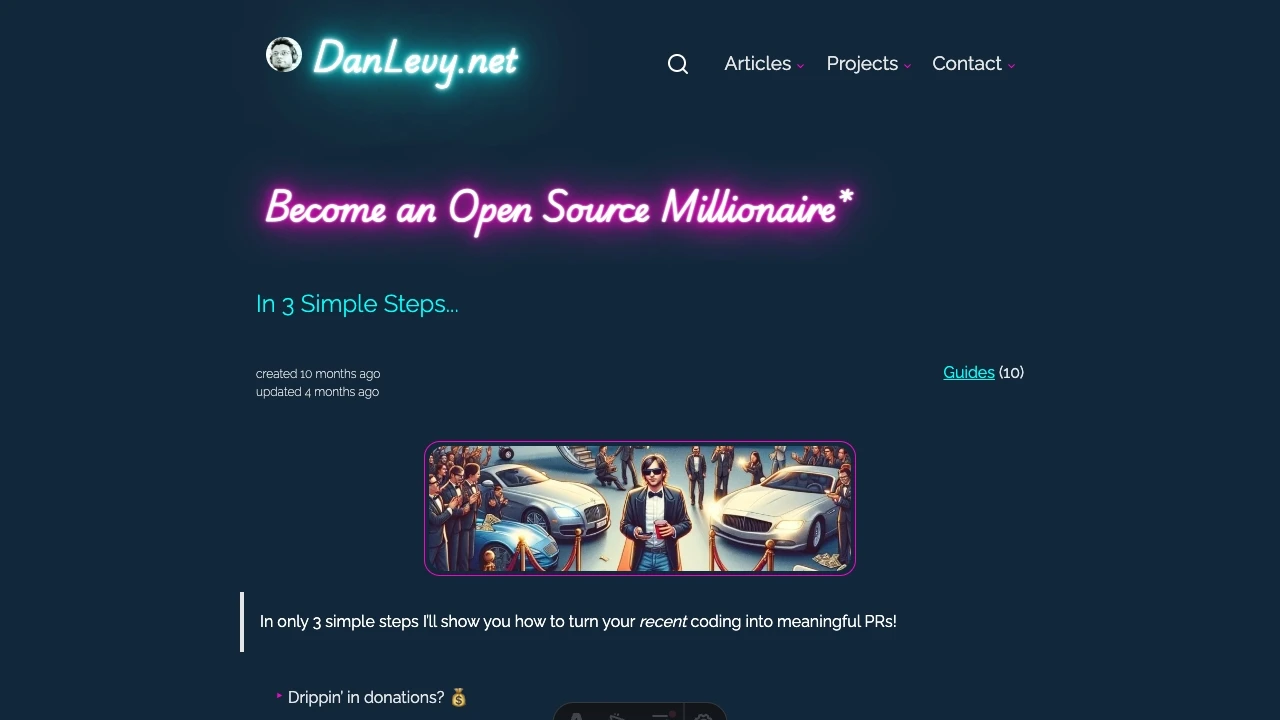 DanLevy.net
Articles
Projects
Contact
Become an Open Source Millionaire*
In 3 Simple Steps...
created 10 months ago
updated 4 months ago
Guides (10)
In only 3 simple steps I'll show you how to turn your recent coding into meaningful PRs!
Drippin' in donations? 💰